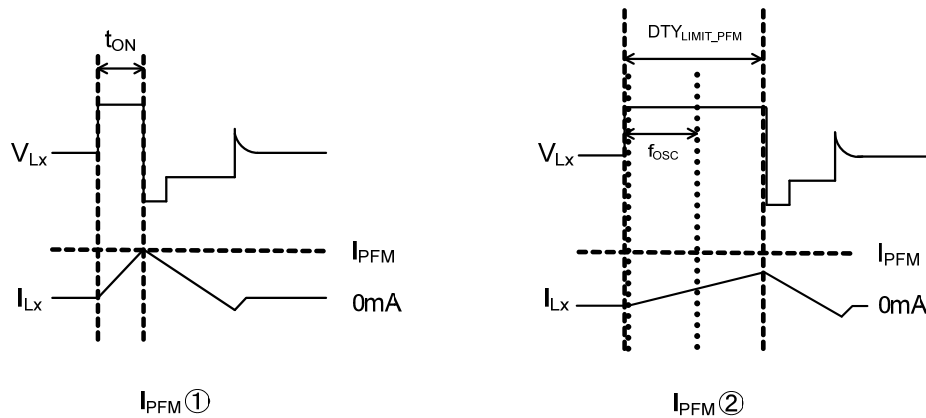 tON
VLx
IPFM
ILx
0mA
IPFM①
DTYLIMIT_PFM
VLx
fOSC
IPFM
ILx
0mA
IPFM②